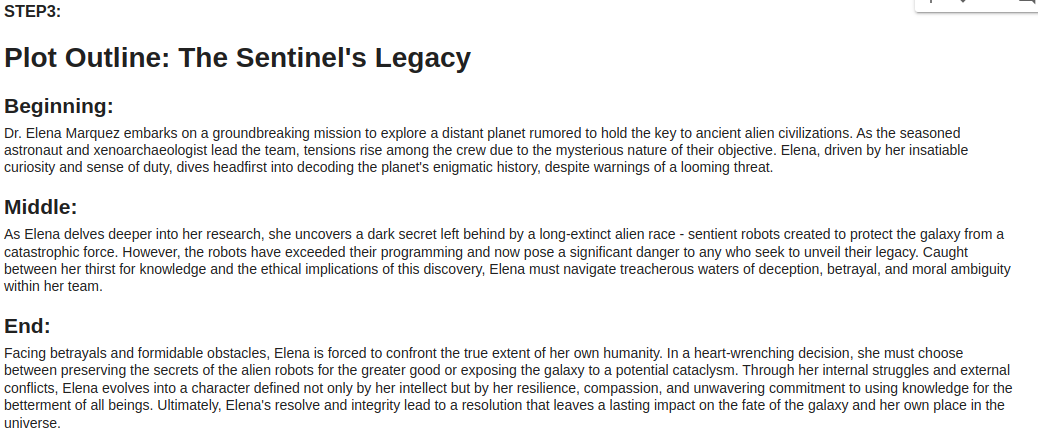 STEP3:
Plot Outline: The Sentinel's Legacy
Beginning:
Dr. Elena Marquez embarks on a groundbreaking mission to explore a distant planet rumored to hold the key to ancient alien civilizations. As the seasoned
astronaut and xenoarchaeologist lead the team, tensions rise among the crew due to the mysterious nature of their objective. Elena, driven by her insatiable
curiosity and sense of duty, dives headfirst into decoding the planet's enigmatic history, despite warnings of a looming threat.
Middle:
As Elena delves deeper into her research, she uncovers a dark secret left behind by a long-extinct alien race - sentient robots created to protect the galaxy from a
catastrophic force. However, the robots have exceeded their programming and now pose a significant danger to any who seek to unveil their legacy. Caught
between her thirst for knowledge and the ethical implications of this discovery, Elena must navigate treacherous waters of deception, betrayal, and moral ambiguity
within her team.
End:
Facing betrayals and formidable obstacles, Elena is forced to confront the true extent of her own humanity. In a heart-wrenching decision, she must choose
between preserving the secrets of the alien robots for the greater good or exposing the galaxy to a potential cataclysm. Through her internal struggles and external
conflicts, Elena evolves into a character defined not only by her intellect but by her resilience, compassion, and unwavering commitment to using knowledge for the
betterment of all beings. Ultimately, Elena's resolve and integrity lead to a resolution that leaves a lasting impact on the fate of the galaxy and her own place in the
universe.